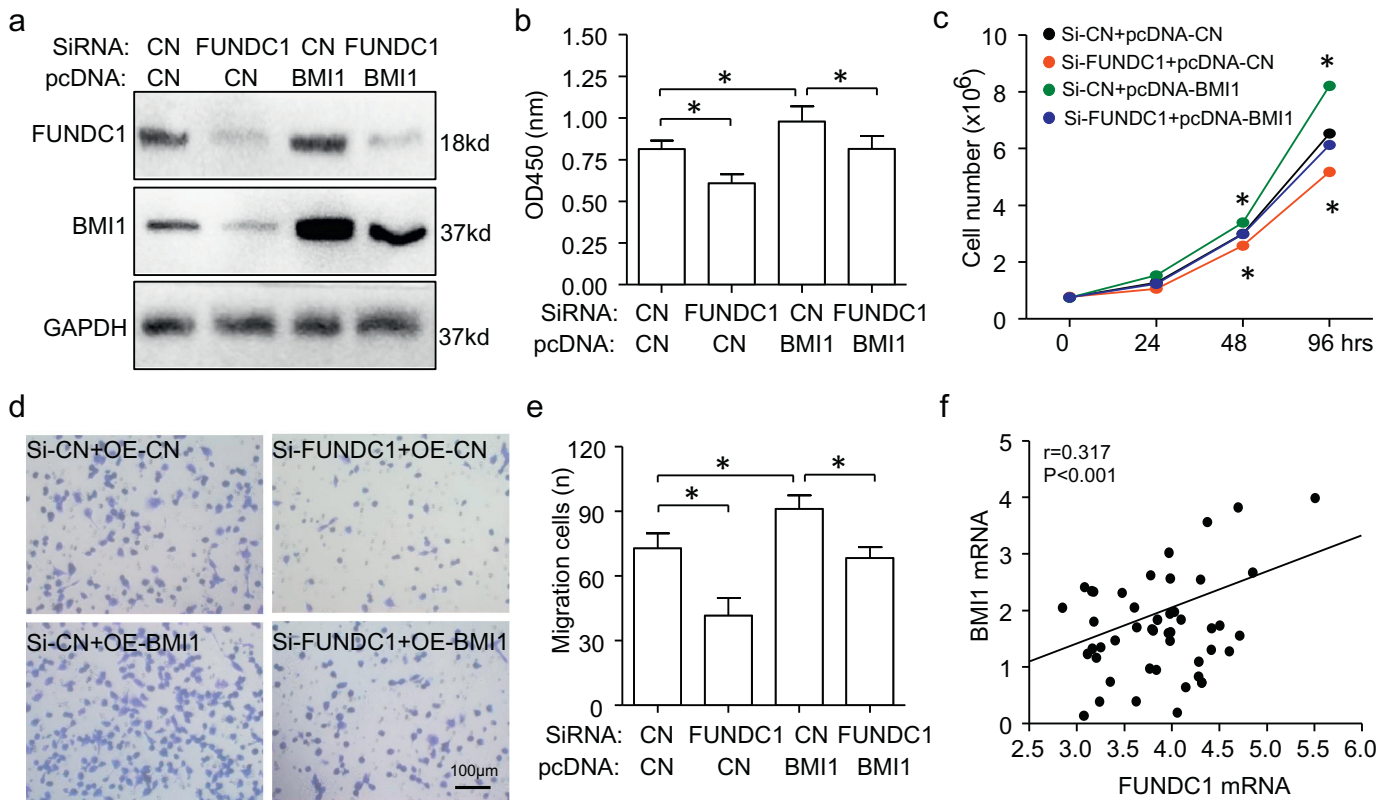 a
SiRNA: CN FUNDC1 CN FUNDC1
pcDNA: CN CN BMI1 BMI1
FUNDC1 18kd
BMI1 37kd
GAPDH 37kd
b
OD450 (nm)
1.50
1.25
1.00
0.75
0.50
0.25
0.00
* * *
SiRNA: CN FUNDC1 CN FUNDC1
pcDNA: CN CN BMI1 BMI1
c
Cell number (x10⁶)
10
8
6
4
2
0
Si-CN+pcDNA-CN
Si-FUNDC1+pcDNA-CN
Si-CN+pcDNA-BMI1
Si-FUNDC1+pcDNA-BMI1
* * * *
0 24 48 96 hrs
d
Si-CN+OE-CN
Si-FUNDC1+OE-CN
Si-CN+OE-BMI1
Si-FUNDC1+OE-BMI1
100μm
e
Migration cells (n)
120
90
60
30
0
* * *
SiRNA: CN FUNDC1 CN FUNDC1
pcDNA: CN CN BMI1 BMI1
f
BMI1 mRNA
5
4
3
2
1
0
r=0.317
P<0.001
2.5 3.0 3.5 4.0 4.5 5.0 5.5 6.0
FUNDC1 mRNA